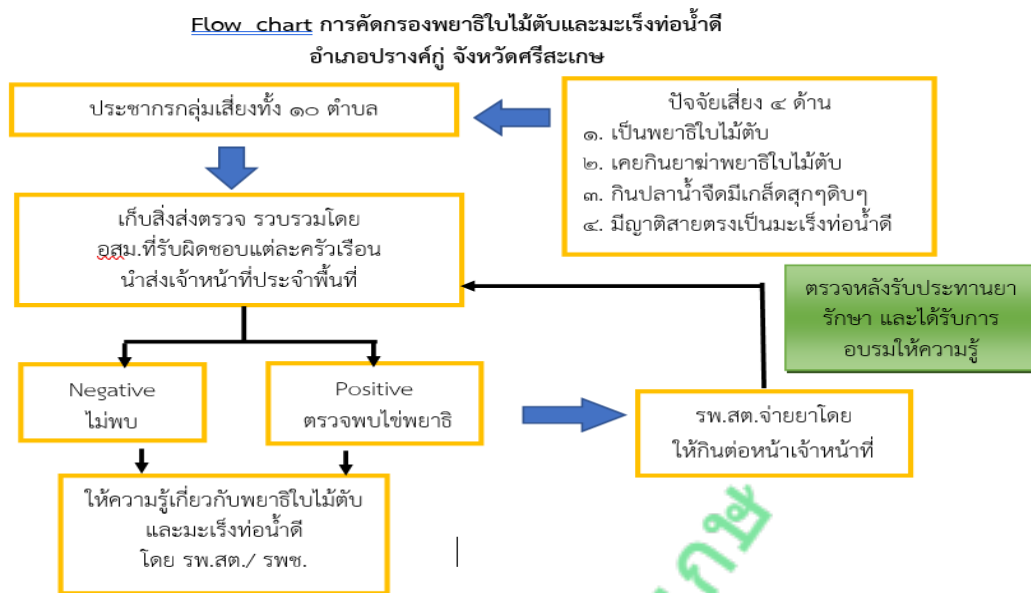 Flow chart การคัดกรองพยาธิใบไม้ตับและมะเร็งท่อน้ำดี
อำเภอปรางค์กู่ จังหวัดศรีสะเกษ
ประชากรกลุ่มเสี่ยงทั้ง ๑๐ ตำบล
ปัจจัยเสี่ยง ๔ ด้าน
๑. เป็นพยาธิใบไม้ตับ
๒. เคยกินยาฆ่าพยาธิใบไม้ตับ
๓. กินปลาน้ำจืดมีเกล็ดสุกๆดิบๆ
๔. มีญาติสายตรงเป็นมะเร็งท่อน้ำดี
เก็บสิ่งส่งตรวจ รวบรวมโดย
อสม.ที่รับผิดชอบแต่ละครัวเรือน
นำส่งเจ้าหน้าที่ประจำพื้นที่
ตรวจหลังรับประทานยา
รักษา และได้รับการ
อบรมให้ความรู้
Negative
ไม่พบ
Positive
ตรวจพบไข่พยาธิ
รพ.สต.จ่ายยาโดย
ให้กินต่อหน้าเจ้าหน้าที่
ให้ความรู้เกี่ยวกับพยาธิใบไม้ตับ
และมะเร็งท่อน้ำดี
โดย รพ.สต./ รพช.